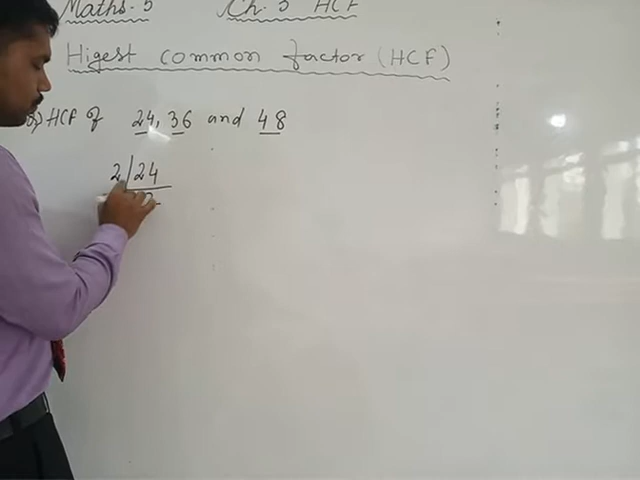 Maths-5 Ch. 5 HCF
Higest common factor (HCF)
HCF of 24, 36 and 48
2 24